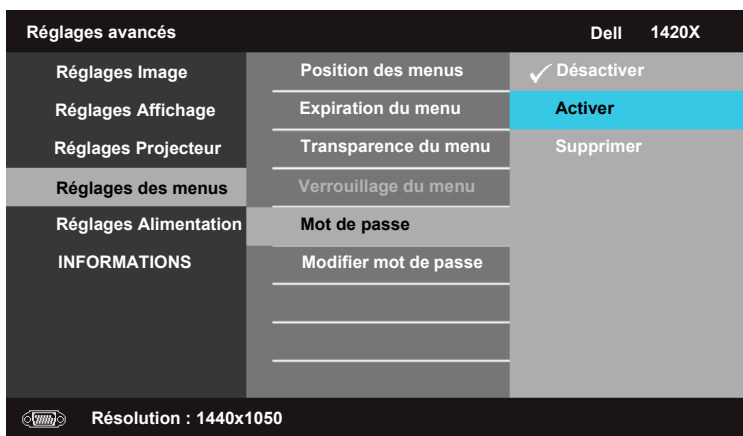 Réglages avancés
Dell 1420X
Réglages Image
Réglages Affichage
Réglages Projecteur
Réglages des menus
Réglages Alimentation
INFORMATIONS
Position des menus
Expiration du menu
Transparence du menu
Verrouillage du menu
Mot de passe
Modifier mot de passe
Désactiver
Activer
Supprimer
Résolution : 1440x1050